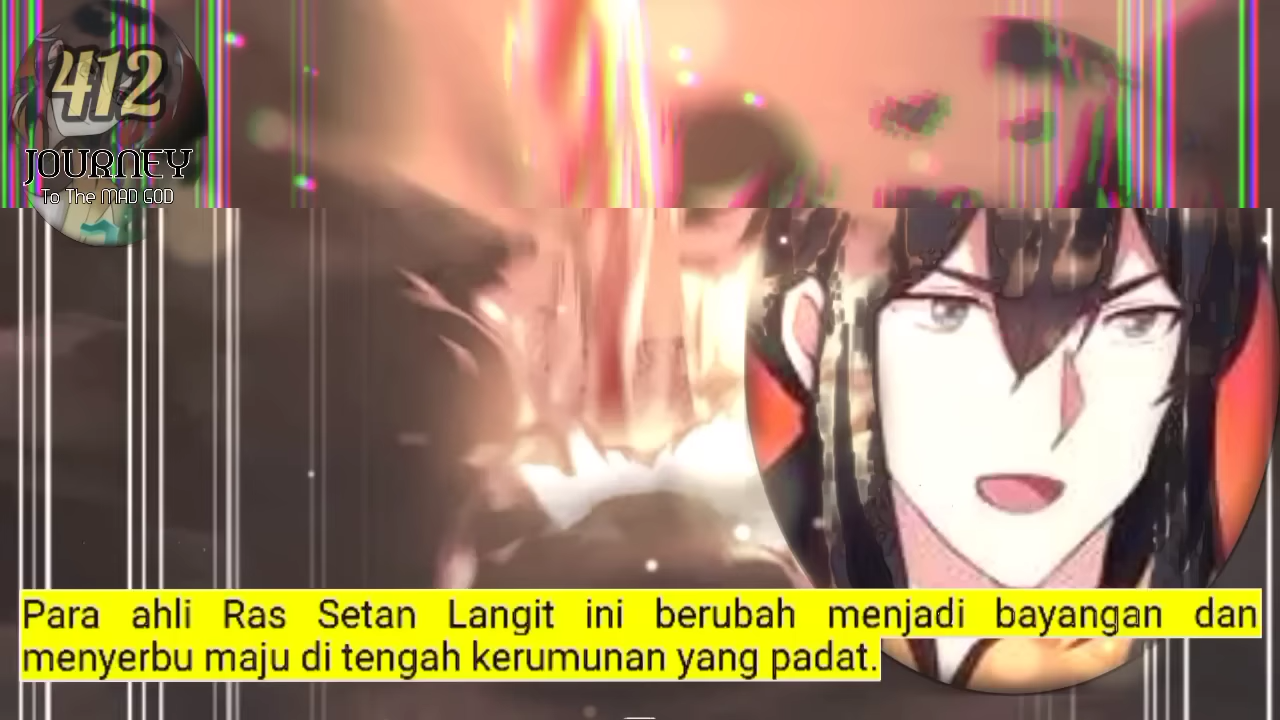 412
JOURNEY
To The MAD GOD
Para ahli Ras Setan Langit ini berubah menjadi bayangan dan
menyerbu maju di tengah kerumunan yang padat.